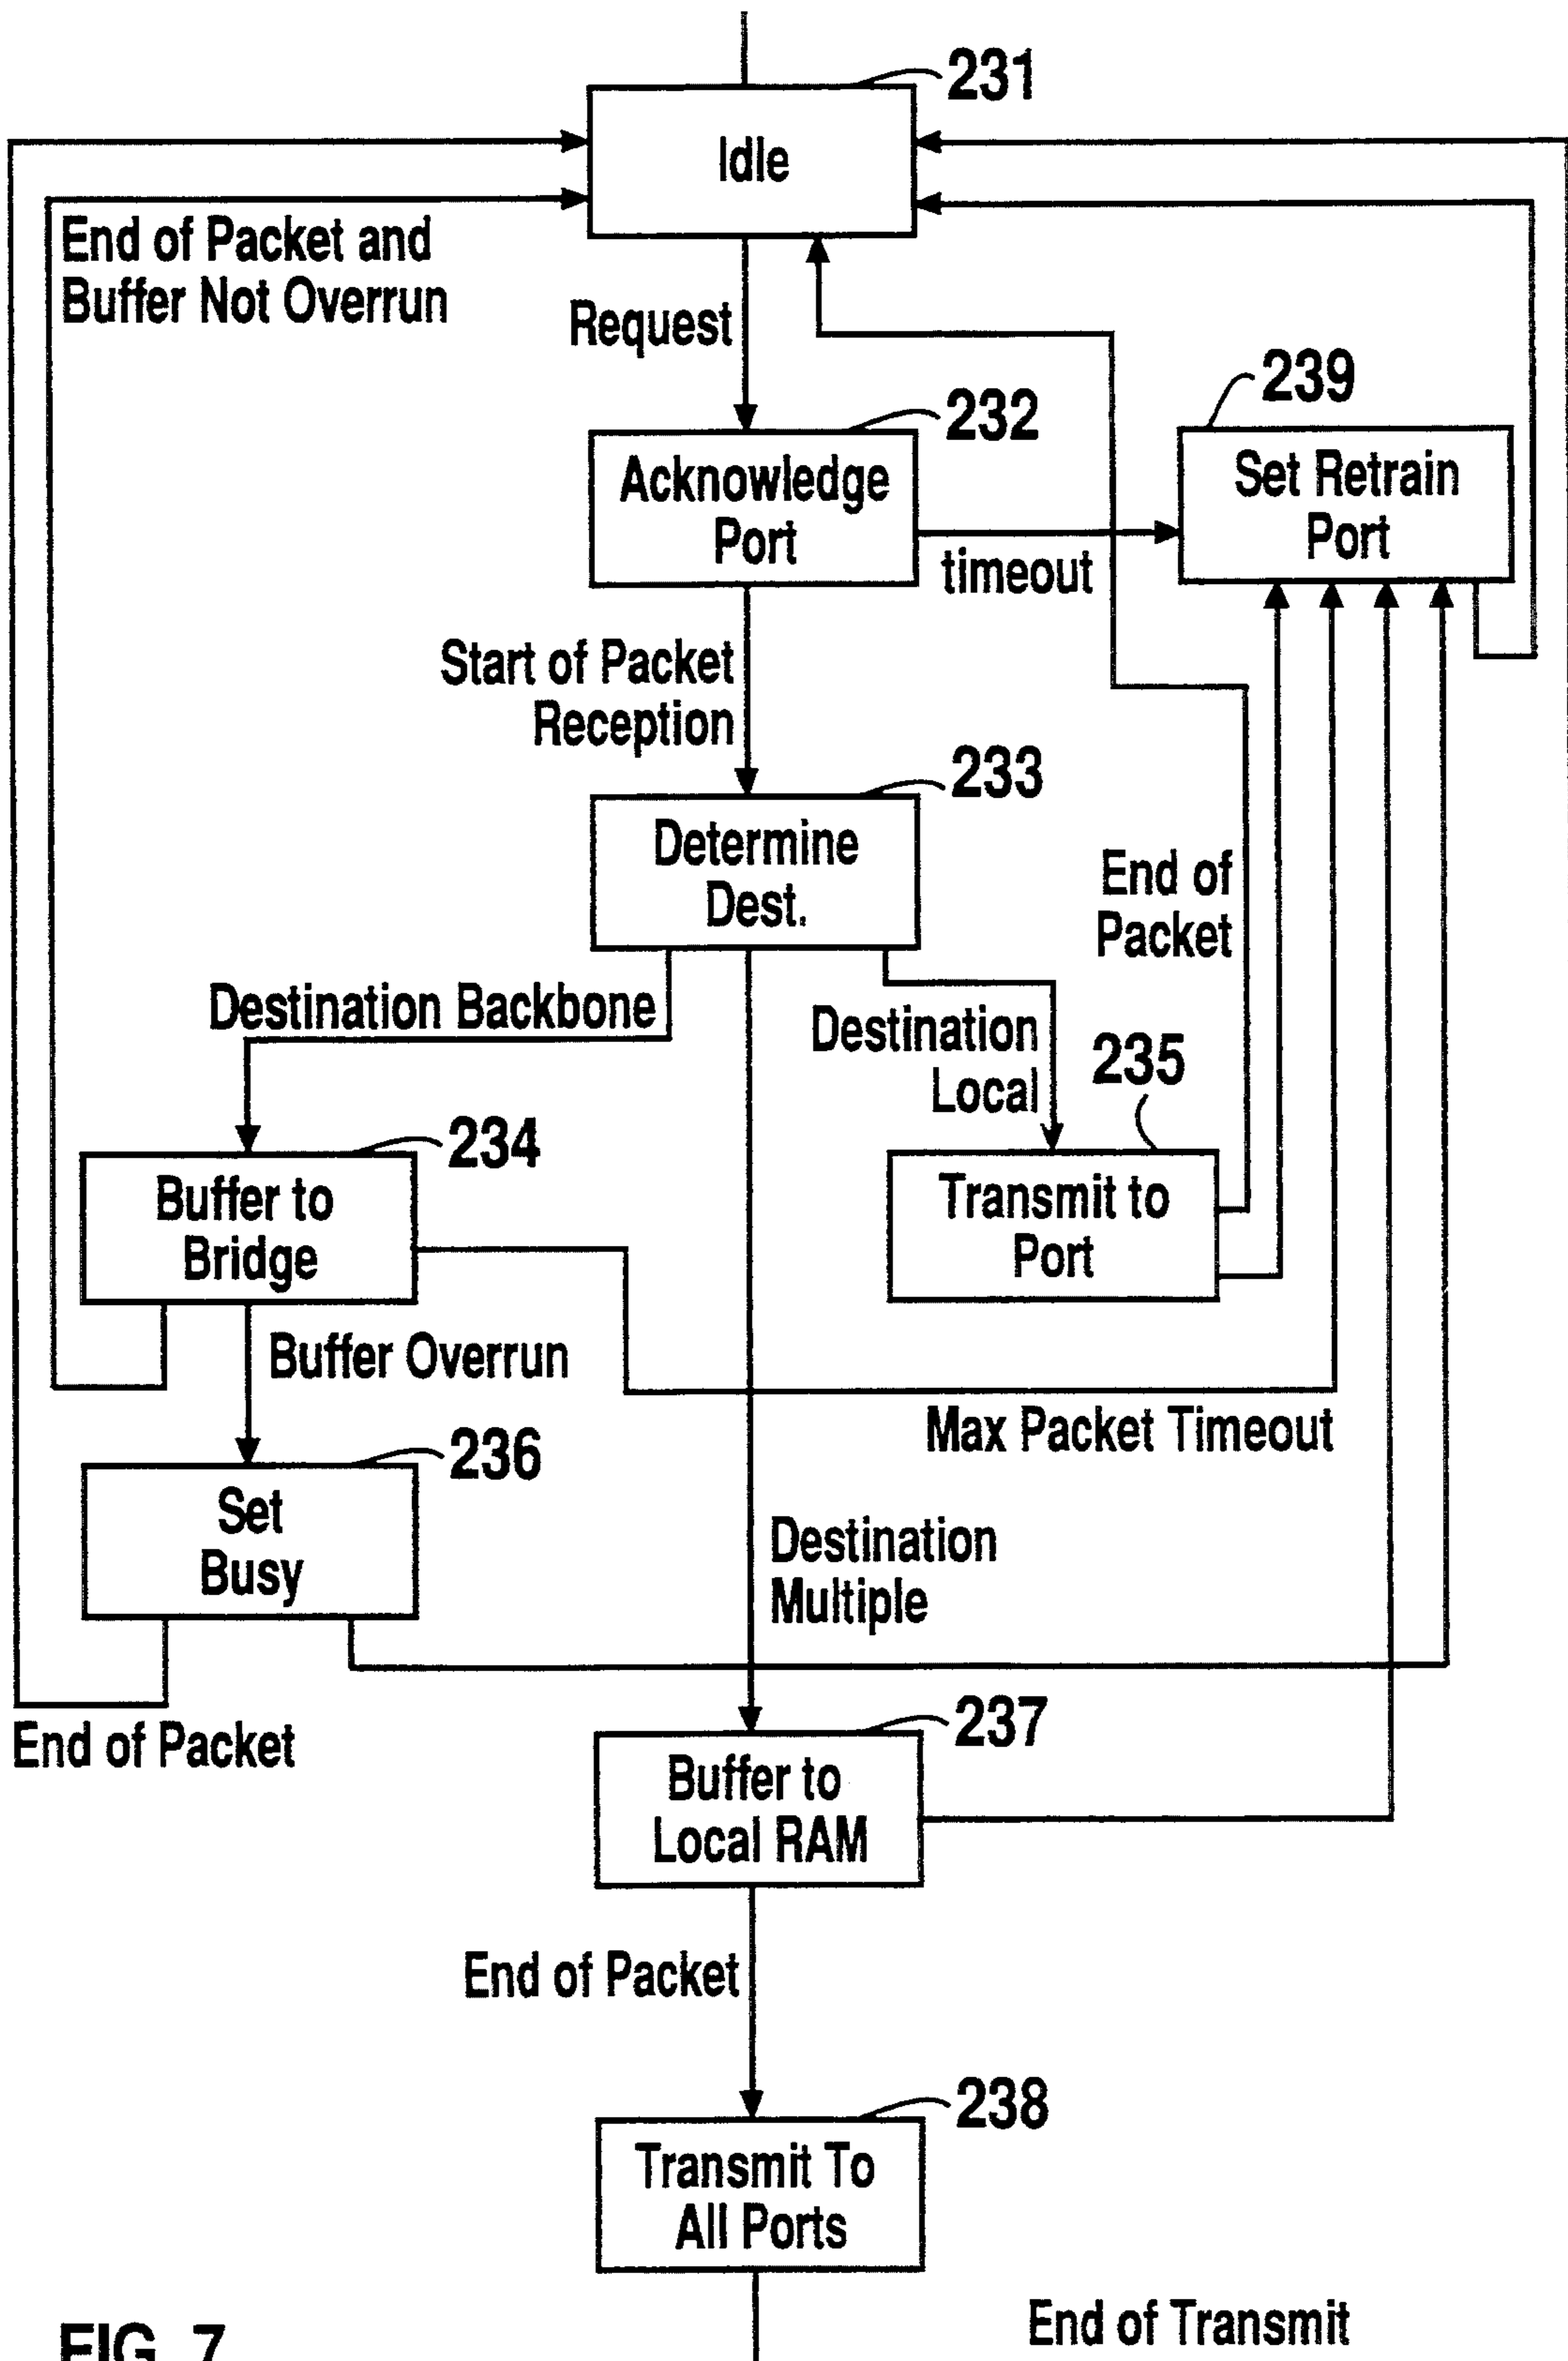 231
Idle
End of Packet and
Buffer Not Overrun
Request
239
232
Set Retrain
Port
Acknowledge
Port
timeout
Start of Packet
Reception
233
Determine
Dest.
End of
Packet
Destination Backbone
Destination
Local
235
234
Buffer to
Bridge
Transmit to
Port
Buffer Overrun
Max Packet Timeout
236
Set
Busy
Destination
Multiple
End of Packet
237
Buffer to
Local RAM
End of Packet
238
Transmit To
All Ports
End of Transmit
FIG. 7